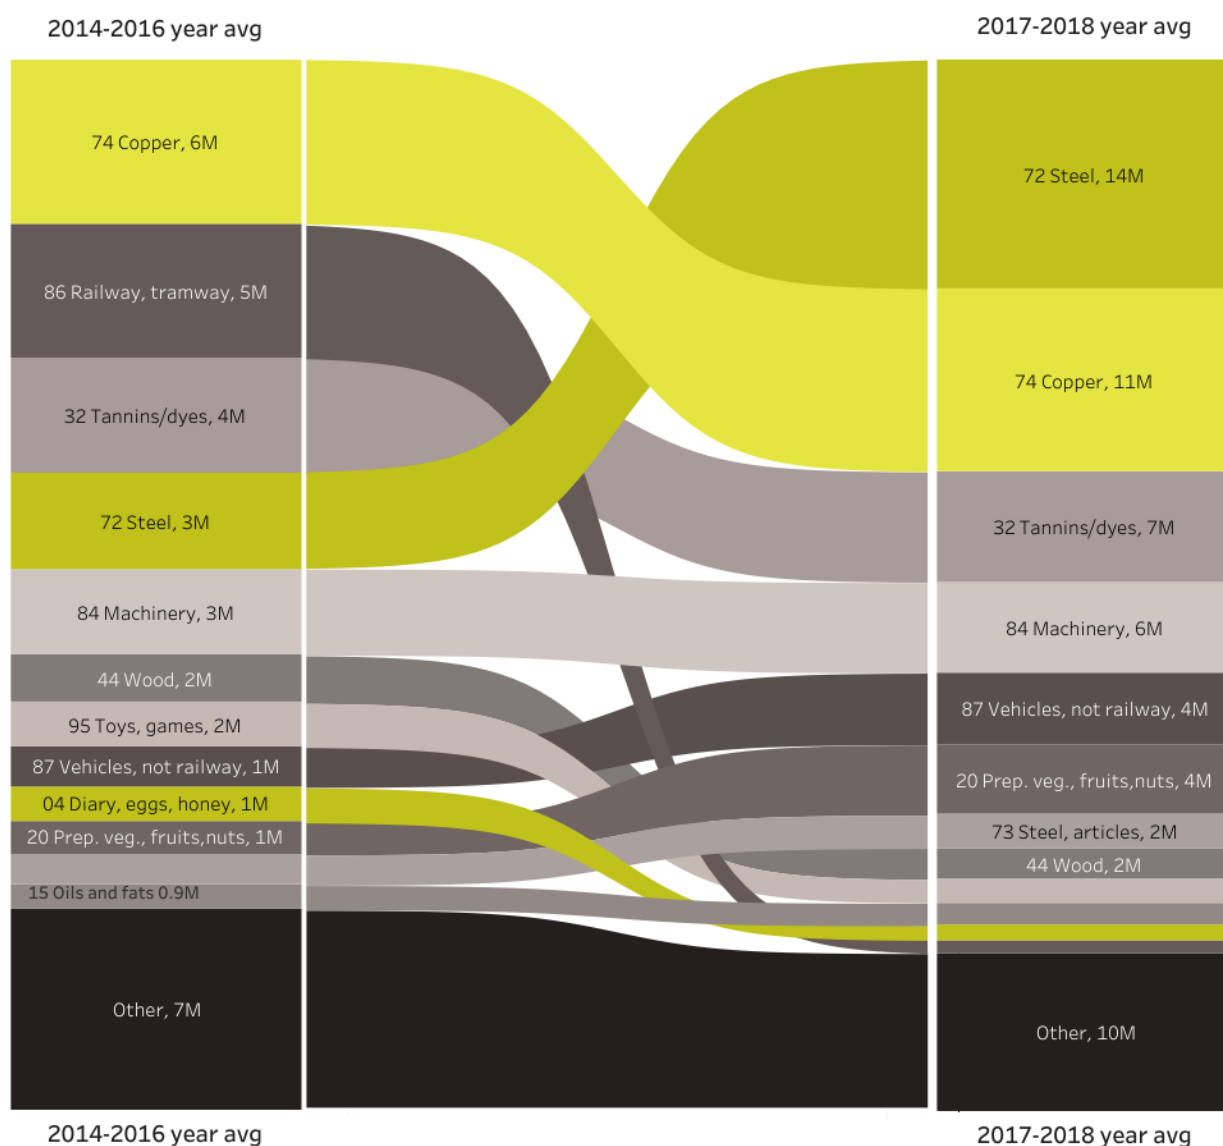 2014-2016 year avg
2017-2018 year avg
74 Copper, 6M
86 Railway, tramway, 5M
32 Tannins/dyes, 4M
72 Steel, 3M
84 Machinery, 3M
44 Wood, 2M
95 Toys, games, 2M
87 Vehicles, not railway, 1M
04 Diary, eggs, honey, 1M
20 Prep. veg., fruits,nuts, 1M
15 Oils and fats 0.9M
Other, 7M
72 Steel, 14M
74 Copper, 11M
32 Tannins/dyes, 7M
84 Machinery, 6M
87 Vehicles, not railway, 4M
20 Prep. veg., fruits,nuts, 4M
73 Steel, articles, 2M
44 Wood, 2M
Other, 10M
2014-2016 year avg
2017-2018 year avg